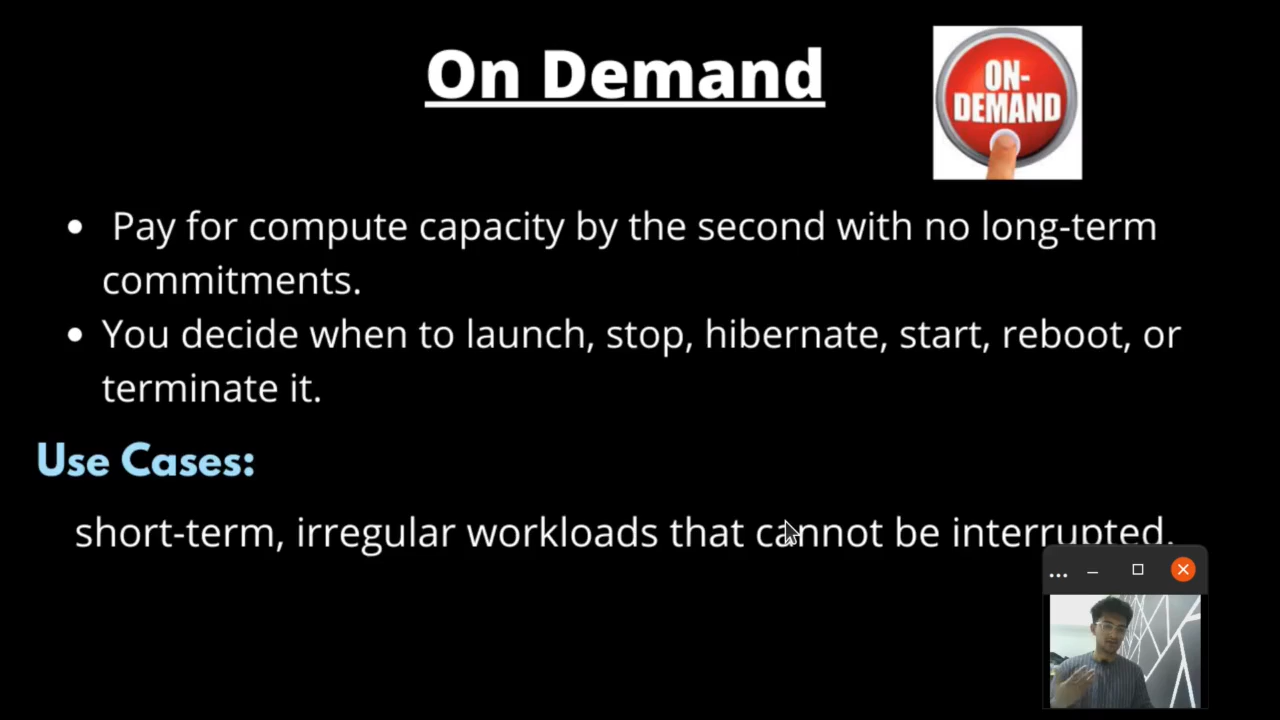 On Demand
ON-
DEMAND
Pay for compute capacity by the second with no long-term
commitments.
You decide when to launch, stop, hibernate, start, reboot, or
terminate it.
Use Cases:
short-term, irregular workloads that cannot be interrupted.